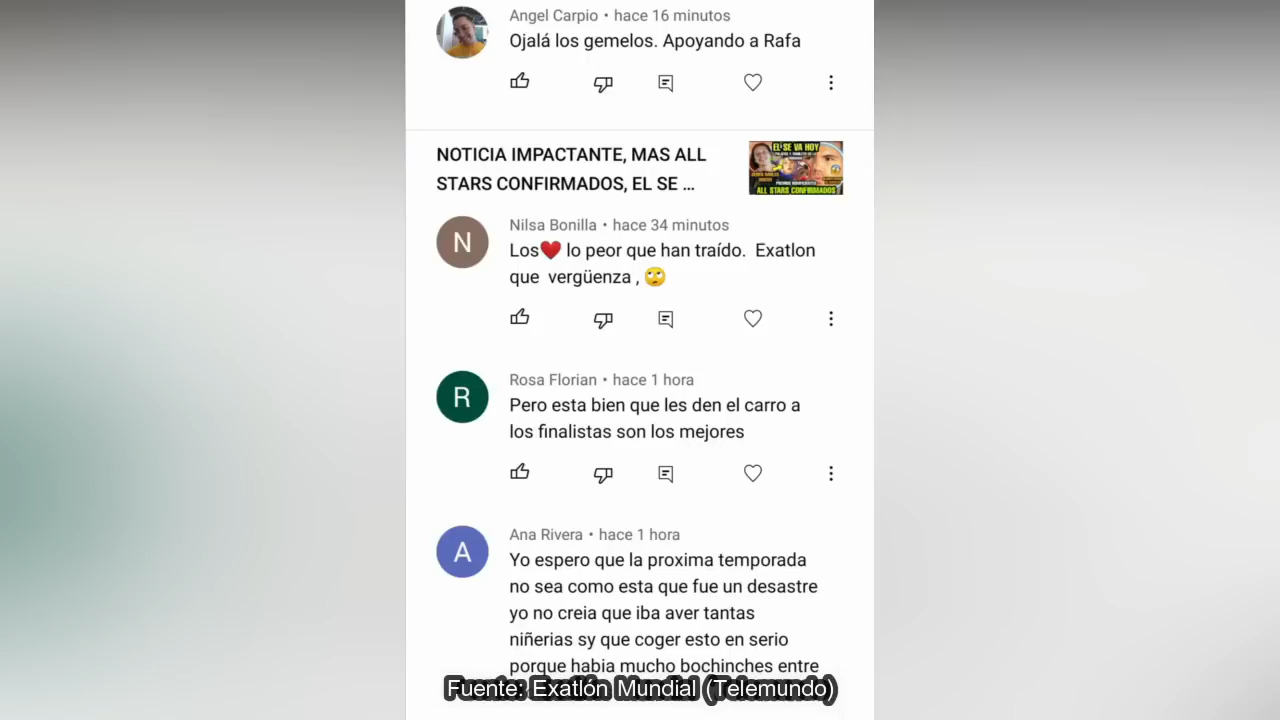 Angel Carpio • hace 16 minutos
Ojalá los gemelos. Apoyando a Rafa
NOTICIA IMPACTANTE, MAS ALL
STARS CONFIRMADOS, EL SE ...
EL SE VA HOY
ALL STARS CONFIRMADOS
N
Nilsa Bonilla • hace 34 minutos
Los❤️ lo peor que han traído. Exatlon
que vergüenza , 🙄
R
Rosa Florian • hace 1 hora
Pero esta bien que les den el carro a
los finalistas son los mejores
A
Ana Rivera • hace 1 hora
Yo espero que la proxima temporada
no sea como esta que fue un desastre
yo no creia que iba aver tantas
niñerias sy que coger esto en serio
porque habia mucho bochinches entre
Fuente: Exatlón Mundial (Telemundo)